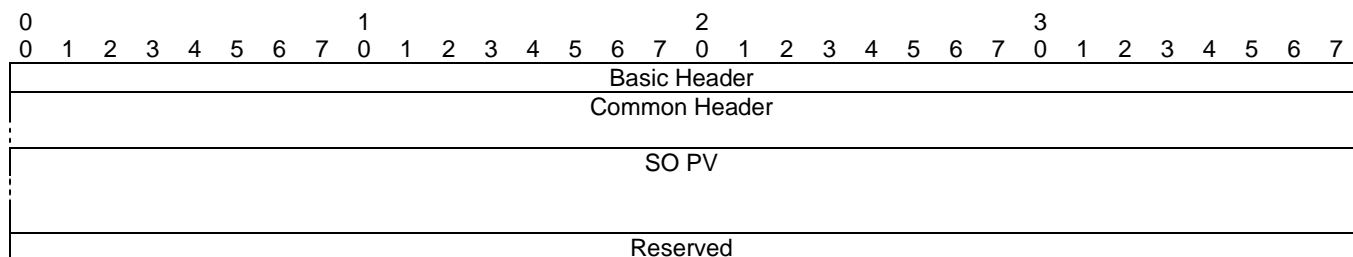 0 1 2 3
0 1 2 3 4 5 6 7 0 1 2 3 4 5 6 7 0 1 2 3 4 5 6 7 0 1 2 3 4 5 6 7
Basic Header
Common Header
SO PV
Reserved